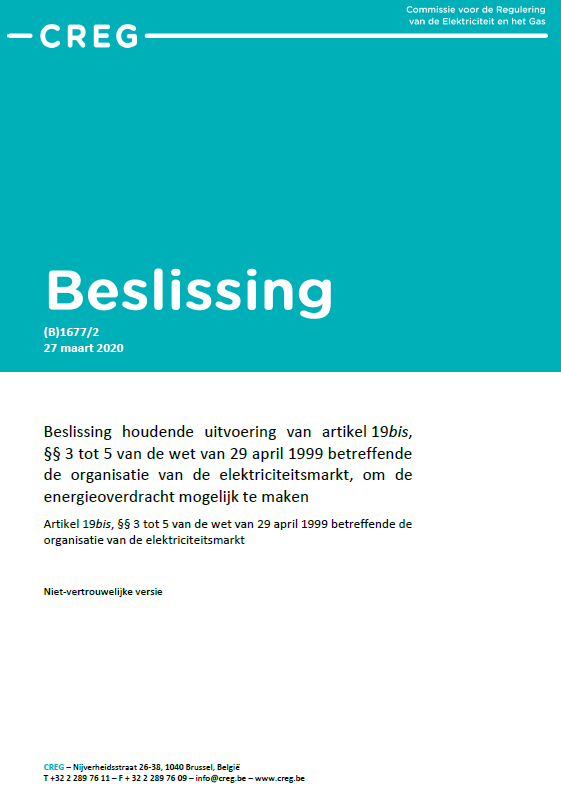 Commissie voor de Regulering
van de Elektriciteit en het Gas
CREG
Beslissing
(B)1677/2
27 maart 2020
Beslissing houdende uitvoering van artikel 19bis,
§§ 3 tot 5 van de wet van 29 april 1999 betreffende
de organisatie van de elektriciteitsmarkt, om de
energieoverdracht mogelijk te maken
Artikel 19bis, §§ 3 tot 5 van de wet van 29 april 1999 betreffende de
organisatie van de elektriciteitsmarkt
Niet-vertrouwelijke versie
CREG – Nijverheidsstraat 26-38, 1040 Brussel, België
T +32 2 289 76 11 – F + 32 2 289 76 09 – info@creg.be – www.creg.be